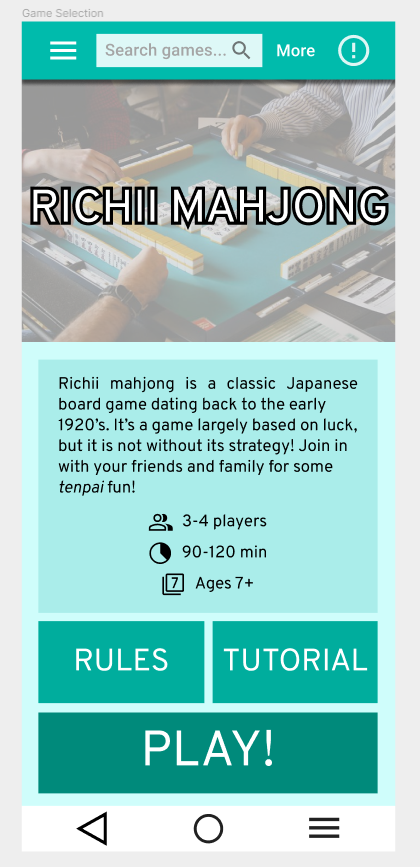 Game Selection
Search games...
More
RICHII MAHJONG
Richii mahjong is a classic Japanese
board game dating back to the early
1920's. It's a game largely based on luck,
but it is not without its strategy! Join in
with your friends and family for some
tenpai fun!
3-4 players
90-120 min
7 Ages 7+
RULES
TUTORIAL
PLAY!